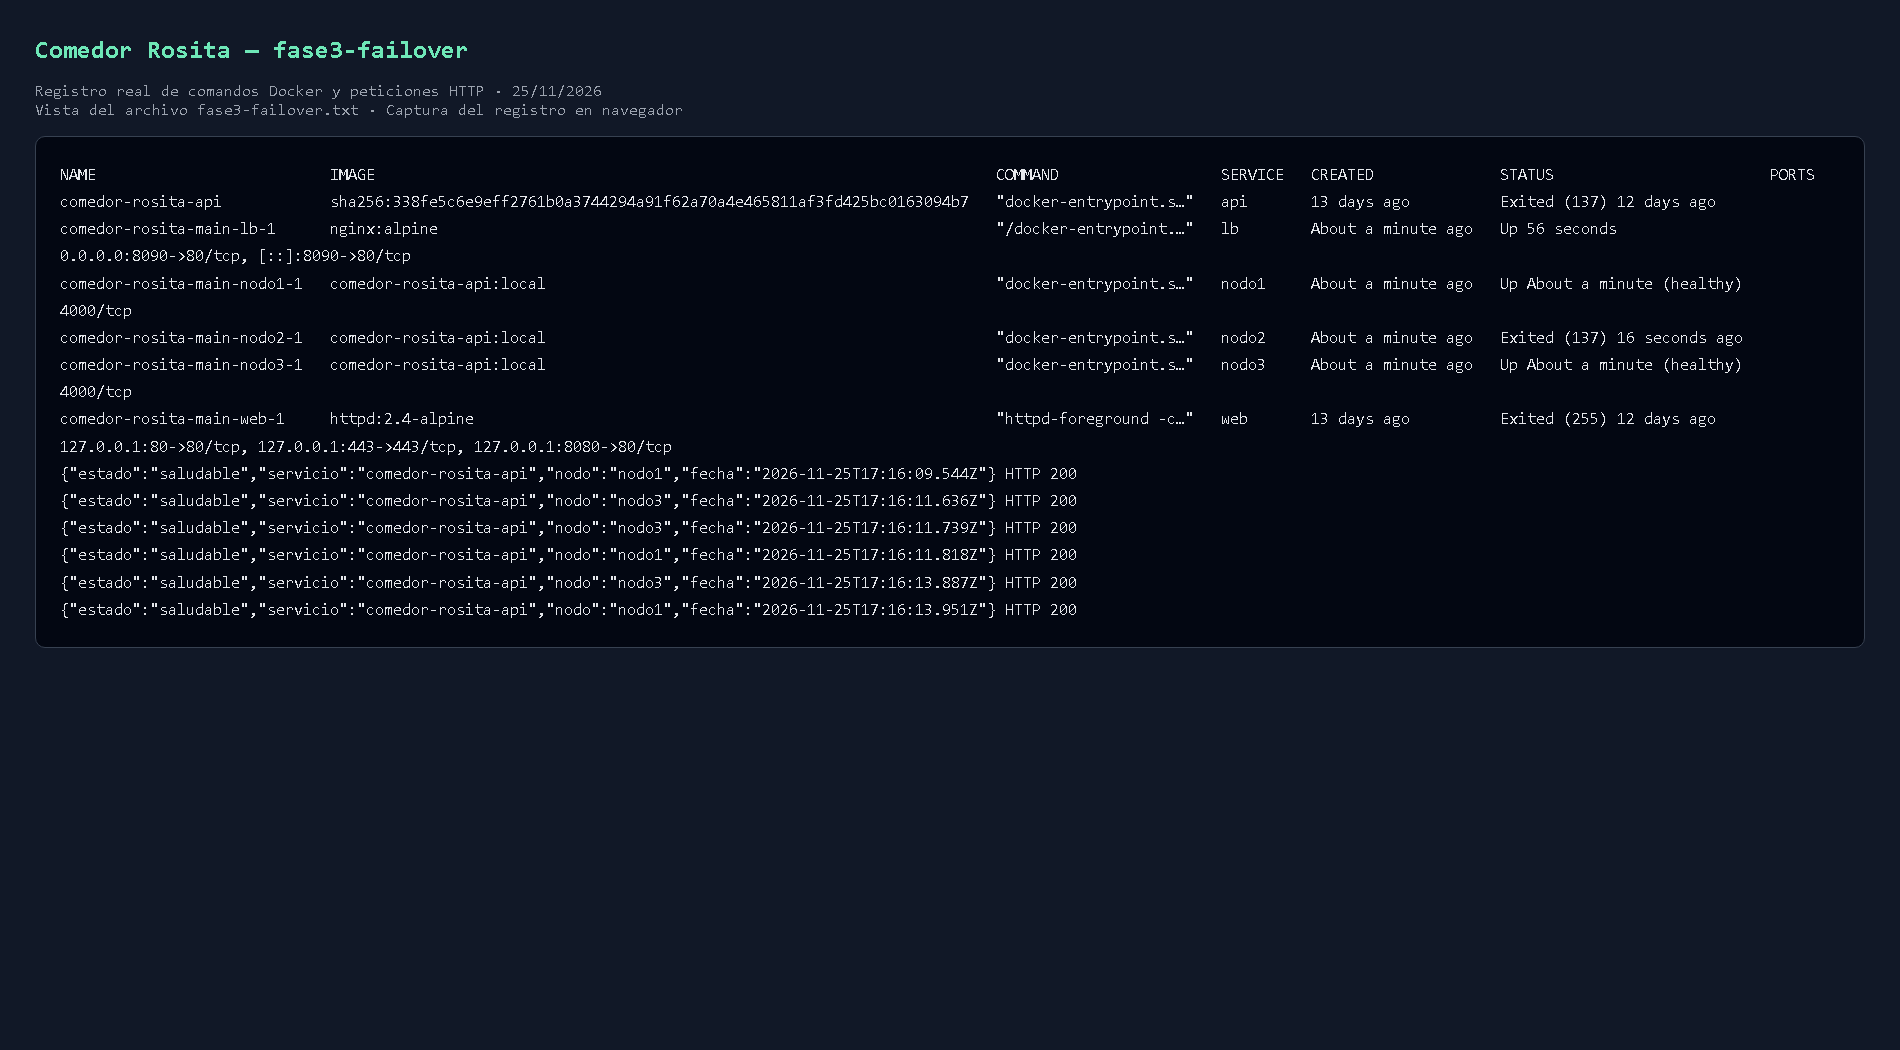 Comedor Rosita — fase3-failover
Registro real de comandos Docker y peticiones HTTP · 25/11/2026
Vista del archivo fase3-failover.txt · Captura del registro en navegador
NAME IMAGE COMMAND SERVICE CREATED STATUS PORTS
comedor-rosita-api sha256:338fe5c6e9eff2761b0a3744294a91f62a70a4e465811af3fd425bc0163094b7 "docker-entrypoint.s…" api 13 days ago Exited (137) 12 days ago
comedor-rosita-main-lb-1 nginx:alpine "/docker-entrypoint.…" lb About a minute ago Up 56 seconds
0.0.0.0:8090->80/tcp, [::]:8090->80/tcp
comedor-rosita-main-nodo1-1 comedor-rosita-api:local "docker-entrypoint.s…" nodo1 About a minute ago Up About a minute (healthy)
4000/tcp
comedor-rosita-main-nodo2-1 comedor-rosita-api:local "docker-entrypoint.s…" nodo2 About a minute ago Exited (137) 16 seconds ago
comedor-rosita-main-nodo3-1 comedor-rosita-api:local "docker-entrypoint.s…" nodo3 About a minute ago Up About a minute (healthy)
4000/tcp
comedor-rosita-main-web-1 httpd:2.4-alpine "httpd-foreground -c…" web 13 days ago Exited (255) 12 days ago
127.0.0.1:80->80/tcp, 127.0.0.1:443->443/tcp, 127.0.0.1:8080->80/tcp
{"estado":"saludable","servicio":"comedor-rosita-api","nodo":"nodo1","fecha":"2026-11-25T17:16:09.544Z"} HTTP 200
{"estado":"saludable","servicio":"comedor-rosita-api","nodo":"nodo3","fecha":"2026-11-25T17:16:11.636Z"} HTTP 200
{"estado":"saludable","servicio":"comedor-rosita-api","nodo":"nodo3","fecha":"2026-11-25T17:16:11.739Z"} HTTP 200
{"estado":"saludable","servicio":"comedor-rosita-api","nodo":"nodo1","fecha":"2026-11-25T17:16:11.818Z"} HTTP 200
{"estado":"saludable","servicio":"comedor-rosita-api","nodo":"nodo3","fecha":"2026-11-25T17:16:13.887Z"} HTTP 200
{"estado":"saludable","servicio":"comedor-rosita-api","nodo":"nodo1","fecha":"2026-11-25T17:16:13.951Z"} HTTP 200